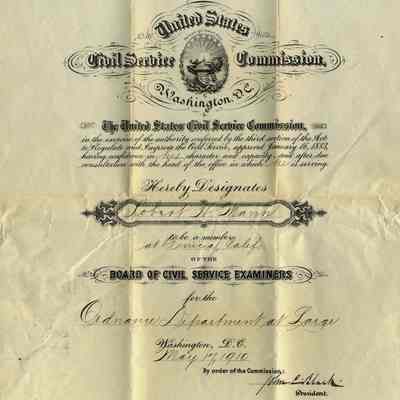 United States
Civil Service Commission,
Washington, D.C.
The United States Civil Service Commission,
in the exercise of the authority conferred by the third section of the Act
to Regulate and Improve the Civil Service, approved January 16, 1883,
having confidence in his character and capacity, and after due
consultation with the head of the office in which he is serving,
Hereby Designates
Robert H. Mann
to be a member
at Benicia, Calif.
OF THE
BOARD OF CIVIL SERVICE EXAMINERS
for the
Ordnance Department at Large
Washington, D.C.
May 17, 1910
By order of the Commission:
John C. Black
President.